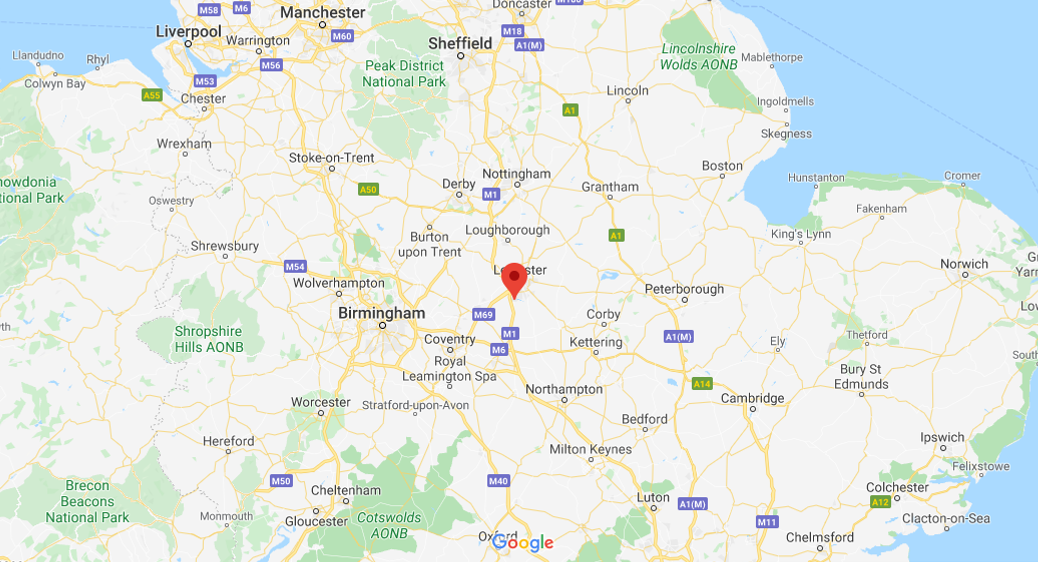 Doncaster
M180
M58
M6
Manchester
Liverpool
M60
M18
A1(M)
Warrington
Sheffield
Lincolnshire
Wolds AONB
Llandudno
Rhyl
M56
Peak District
National Park
Mablethorpe
Colwyn Bay
M53
A55
Chester
Lincoln
A1
Ingoldmells
Skegness
Wrexham
Stoke-on-Trent
Nottingham
Boston
Hunstanton
Cromer
nowdonia
ational Park
A50
Derby
M1
Grantham
Oswestry
Fakenham
Loughborough
Burton
upon Trent
A1
King's Lynn
Shrewsbury
M54
Norwich
Gr
Yarm
Wolverhampton
Peterborough
Low
Birmingham
M69
Corby
th
Shropshire
Hills AONB
M1
Coventry
M6
Kettering
A1(M)
Ely
Thetford
South
Royal
Leamington Spa
Bury St
Edmunds
Northampton
A14
Cambridge
Worcester
Stratford-upon-Avon
Bedford
Hereford
Milton Keynes
Ipswich
Felixstowe
Brecon
Beacons
National Park
M50
M40
Cheltenham
Luton
A1(M)
Colchester
A12
Monmouth
Gloucester
Cotswolds
AONB
M11
Clacton-on-Sea
Chelmsford
Google